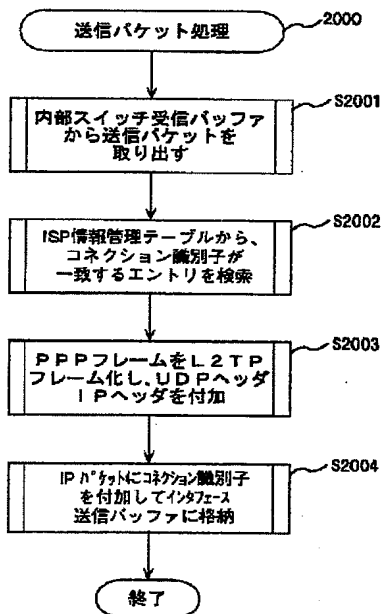 送信パケット処理
2000
内部スイッチ受信バッファ
から送信パケットを
取り出す
S2001
ISP情報管理テーブルから、
コネクション識別子が
一致するエントリを検索
S2002
PPPフレームをL2TP
フレーム化し、UDPヘッダ
IPヘッダを付加
S2003
IPパケットにコネクション識別子
を付加してインタフェース
送信バッファに格納
S2004
終了